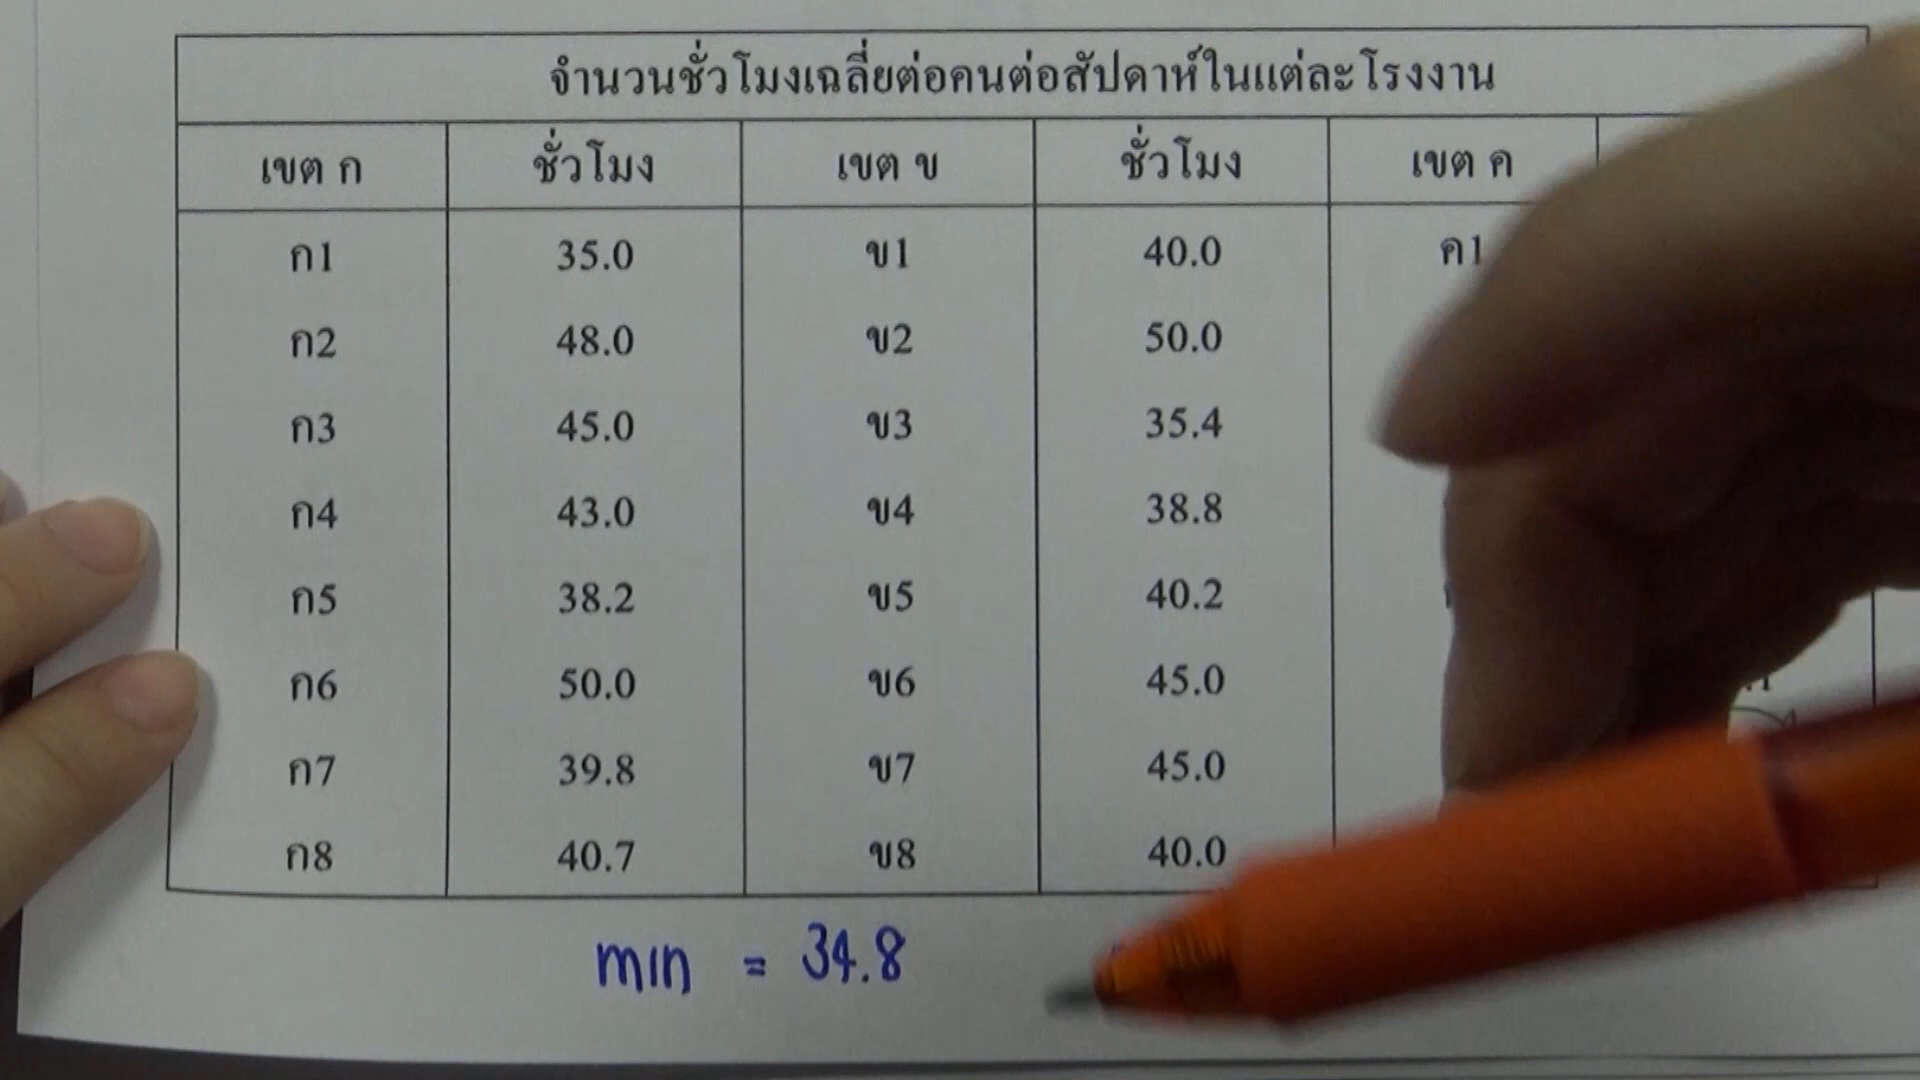 จำนวนชั่วโมงเฉลี่ยต่อคนต่อสัปดาห์ในแต่ละโรงงาน
เขต ก ชั่วโมง เขต ข ชั่วโมง เขต ค
ก1 35.0 ข1 40.0 ค1
ก2 48.0 ข2 50.0
ก3 45.0 ข3 35.4
ก4 43.0 ข4 38.8
ก5 38.2 ข5 40.2
ก6 50.0 ข6 45.0
ก7 39.8 ข7 45.0
ก8 40.7 ข8 40.0
min = 34.8